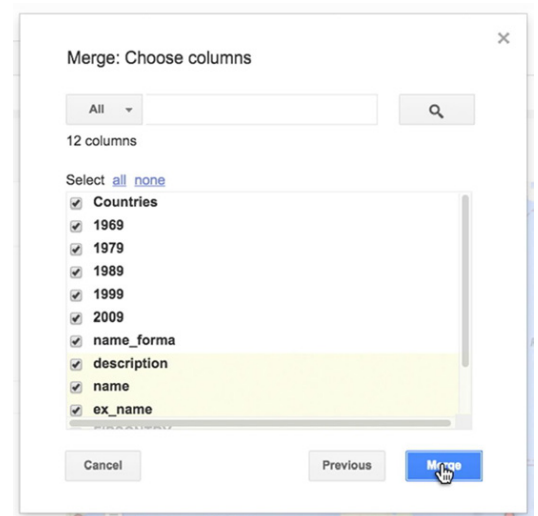 Merge: Choose columns
All
12 columns
Select all none
Countries
1969
1979
1989
1999
2009
name_forma
description
name
ex_name
Cancel Previous Merge